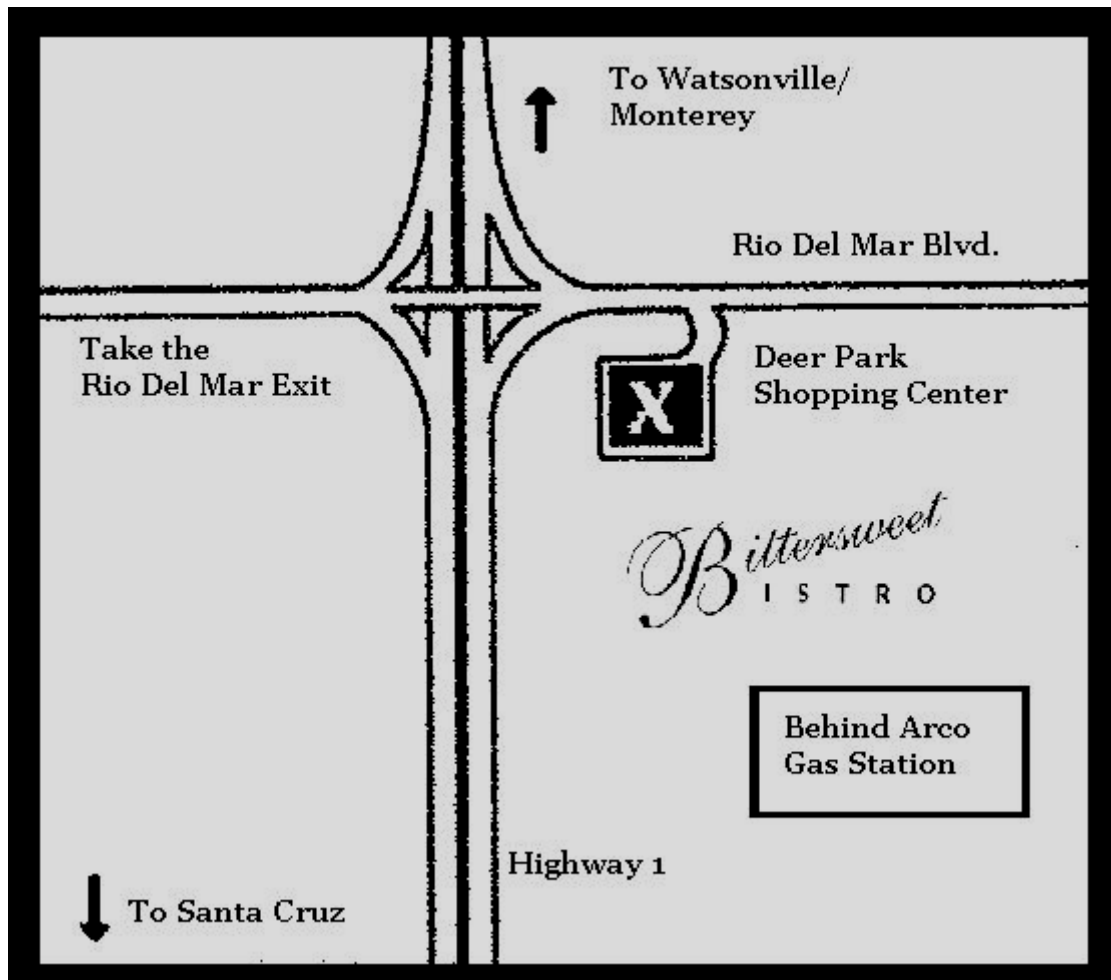 To Watsonville/
Monterey
Rio Del Mar Blvd.
Take the
Rio Del Mar Exit
Deer Park
Shopping Center
X
Bittersweet
BISTRO
Behind Arco
Gas Station
Highway 1
To Santa Cruz